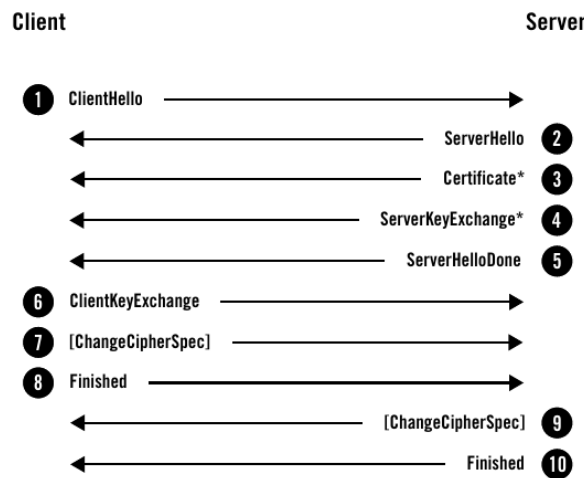 Client Server
1 ClientHello
ServerHello 2
Certificate* 3
ServerKeyExchange* 4
ServerHelloDone 5
6 ClientKeyExchange
7 [ChangeCipherSpec]
8 Finished
[ChangeCipherSpec] 9
Finished 10